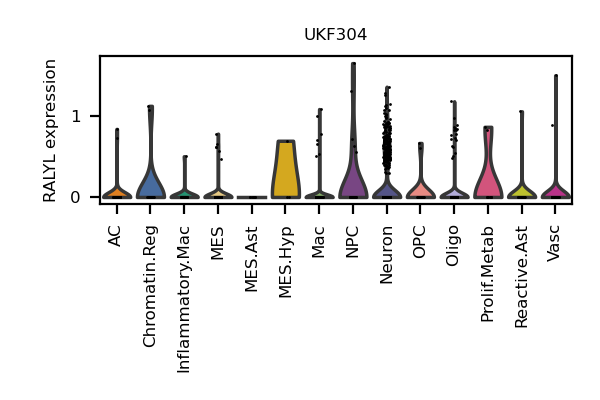 UKF304
RALYL expression
1
0
AC
Chromatin.Reg
Inflammatory.Mac
MES
MES.Ast
MES.Hyp
Mac
NPC
Neuron
OPC
Oligo
Prolif.Metab
Reactive.Ast
Vasc